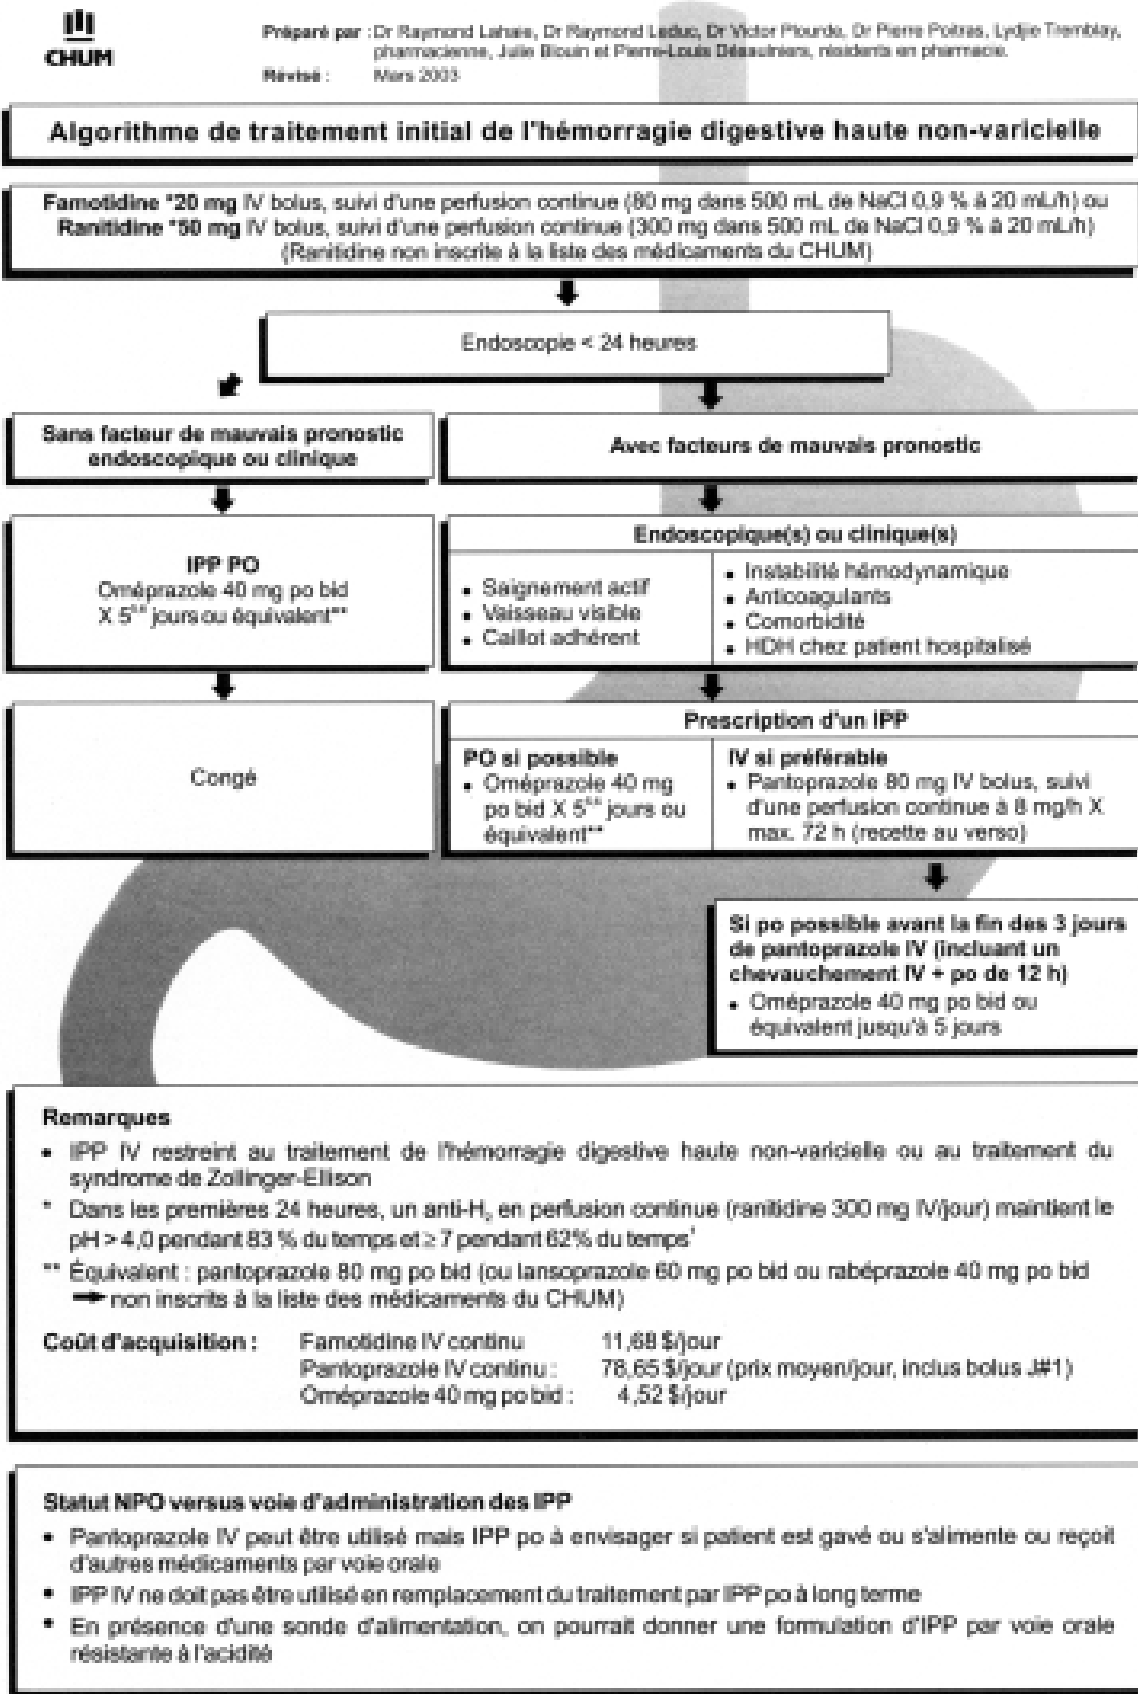 CHUM
Préparé par : Dr Raymond Lahaie, Dr Raymond Leduc, Dr Victor Plourde, Dr Pierre Poitras, Lydjie Tremblay,
pharmacienne, Julie Blouin et Pierre-Louis Désaulniers, résidents en pharmacie.
Révisé : Mars 2003
Algorithme de traitement initial de l'hémorragie digestive haute non-varicielle
Famotidine *20 mg IV bolus, suivi d'une perfusion continue (80 mg dans 500 mL de NaCl 0,9 % à 20 mL/h) ou
Ranitidine *50 mg IV bolus, suivi d'une perfusion continue (300 mg dans 500 mL de NaCl 0,9 % à 20 mL/h)
(Ranitidine non inscrite à la liste des médicaments du CHUM)
Endoscopie < 24 heures
Sans facteur de mauvais pronostic
endoscopique ou clinique
IPP PO
Oméprazole 40 mg po bid
X 5 jours ou équivalent**
Congé
Avec facteurs de mauvais pronostic
Endoscopique(s) ou clinique(s)
• Saignement actif
• Vaisseau visible
• Caillot adhérent
• Instabilité hémodynamique
• Anticoagulants
• Comorbidité
• HDH chez patient hospitalisé
Prescription d'un IPP
PO si possible
• Oméprazole 40 mg
po bid X 5 jours ou
équivalent**
IV si préférable
• Pantoprazole 80 mg IV bolus, suivi
d'une perfusion continue à 8 mg/h X
max. 72 h (recette au verso)
Si po possible avant la fin des 3 jours
de pantoprazole IV (incluant un
chevauchement IV + po de 12 h)
• Oméprazole 40 mg po bid ou
équivalent jusqu'à 5 jours
Remarques
• IPP IV restreint au traitement de l'hémorragie digestive haute non-varicielle ou au traitement du
syndrome de Zollinger-Ellison
* Dans les premières 24 heures, un anti-H, en perfusion continue (ranitidine 300 mg IV/jour) maintient le
pH > 4,0 pendant 83 % du temps et ≥ 7 pendant 62% du temps
** Équivalent : pantoprazole 80 mg po bid (ou lansoprazole 60 mg po bid ou rabéprazole 40 mg po bid
➡ non inscrits à la liste des médicaments du CHUM)
Coût d'acquisition : Famotidine IV continu 11,68 $/jour
Pantoprazole IV continu : 78,65 $/jour (prix moyen/jour, inclus bolus J#1)
Oméprazole 40 mg po bid : 4,52 $/jour
Statut NPO versus voie d'administration des IPP
• Pantoprazole IV peut être utilisé mais IPP po à envisager si patient est gavé ou s'alimente ou reçoit
d'autres médicaments par voie orale
• IPP IV ne doit pas être utilisé en remplacement du traitement par IPP po à long terme
• En présence d'une sonde d'alimentation, on pourrait donner une formulation d'IPP par voie orale
résistante à l'acidité